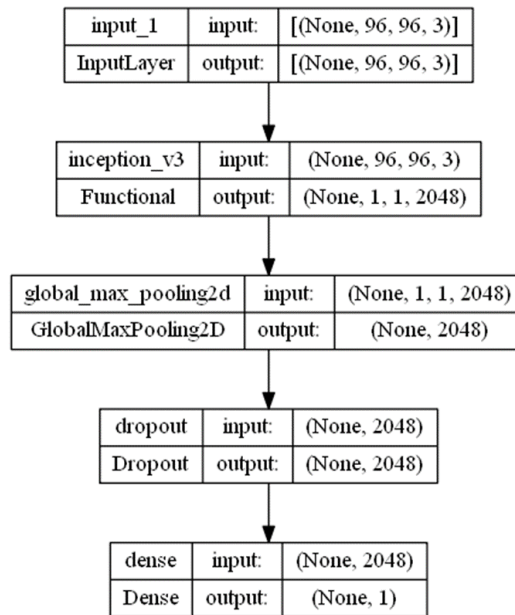 input_1 input: [(None, 96, 96, 3)]
InputLayer output: [(None, 96, 96, 3)]
inception_v3 input: (None, 96, 96, 3)
Functional output: (None, 1, 1, 2048)
global_max_pooling2d input: (None, 1, 1, 2048)
GlobalMaxPooling2D output: (None, 2048)
dropout input: (None, 2048)
Dropout output: (None, 2048)
dense input: (None, 2048)
Dense output: (None, 1)